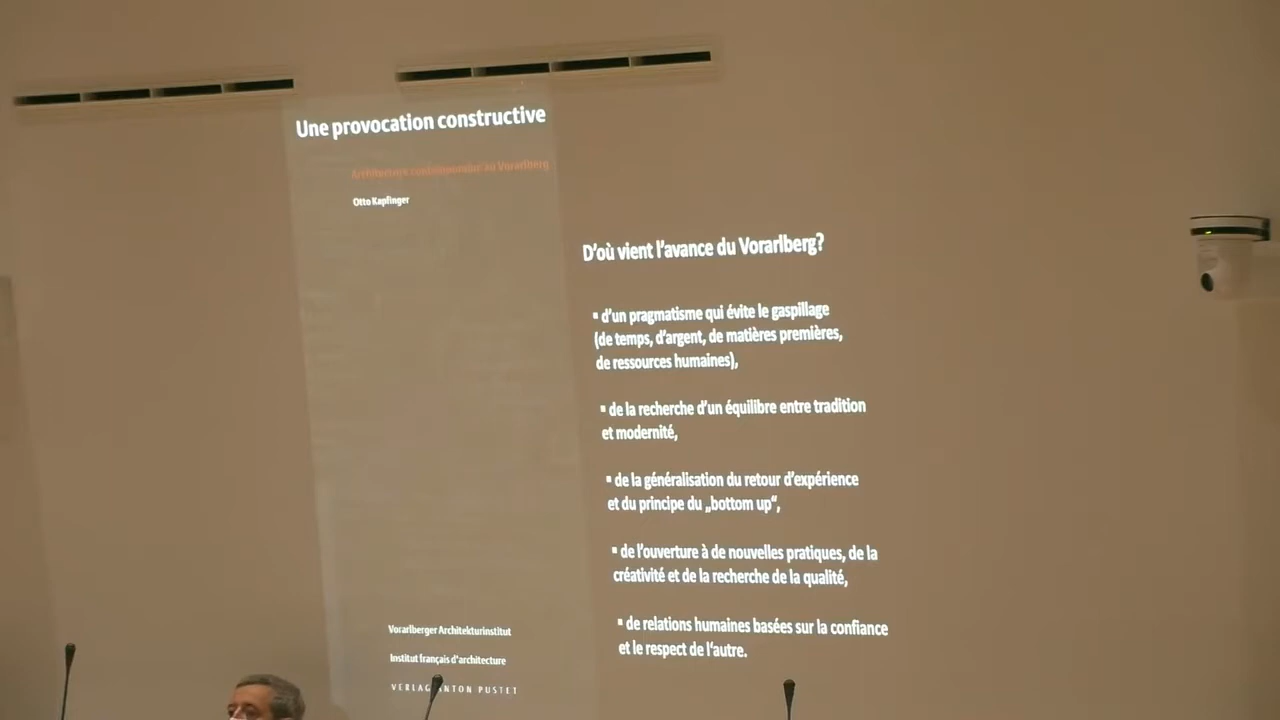 Une provocation constructive
Architecture contemporaine au Vorarlberg
Otto Kapfinger
D'où vient l'avance du Vorarlberg?
▪ d'un pragmatisme qui évite le gaspillage
(de temps, d'argent, de matières premières,
de ressources humaines),
▪ de la recherche d'un équilibre entre tradition
et modernité,
▪ de la généralisation du retour d'expérience
et du principe du „bottom up“,
▪ de l'ouverture à de nouvelles pratiques, de la
créativité et de la recherche de la qualité,
▪ de relations humaines basées sur la confiance
et le respect de l'autre.
Vorarlberger Architekturinstitut
Institut français d'architecture
VERLAG ANTON PUSTET